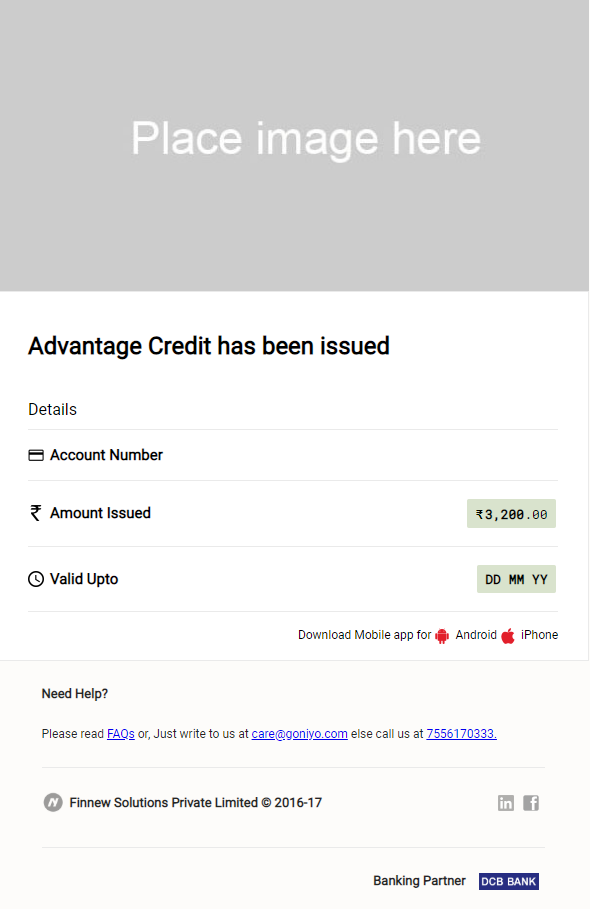 Place image here
Advantage Credit has been issued
Details
Account Number
Amount Issued ₹3,200.00
Valid Upto DD MM YY
Download Mobile app for Android iPhone
Need Help?
Please read FAQs or, Just write to us at care@goniyo.com else call us at 7556170333.
Finnew Solutions Private Limited © 2016-17
Banking Partner DCB BANK